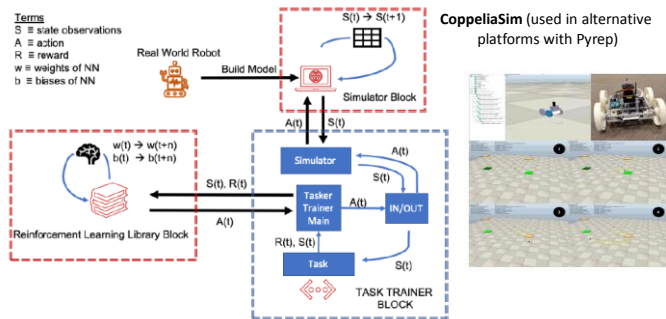 Terms
S ≡ state observations
A ≡ action
R ≡ reward
w ≡ weights of NN
b ≡ biases of NN
Real World Robot
Build Model
S(t) → S(t+1)
Simulator Block
CoppeliaSim (used in alternative
platforms with Pyrep)
A(t)
S(t)
w(t) → w(t+n)
b(t) → b(t+n)
Reinforcement Learning Library Block
S(t), R(t)
A(t)
Simulator
A(t)
S(t)
Tasker
Trainer
Main
A(t)
IN/OUT
R(t), S(t)
S(t)
Task
TASK TRAINER
BLOCK